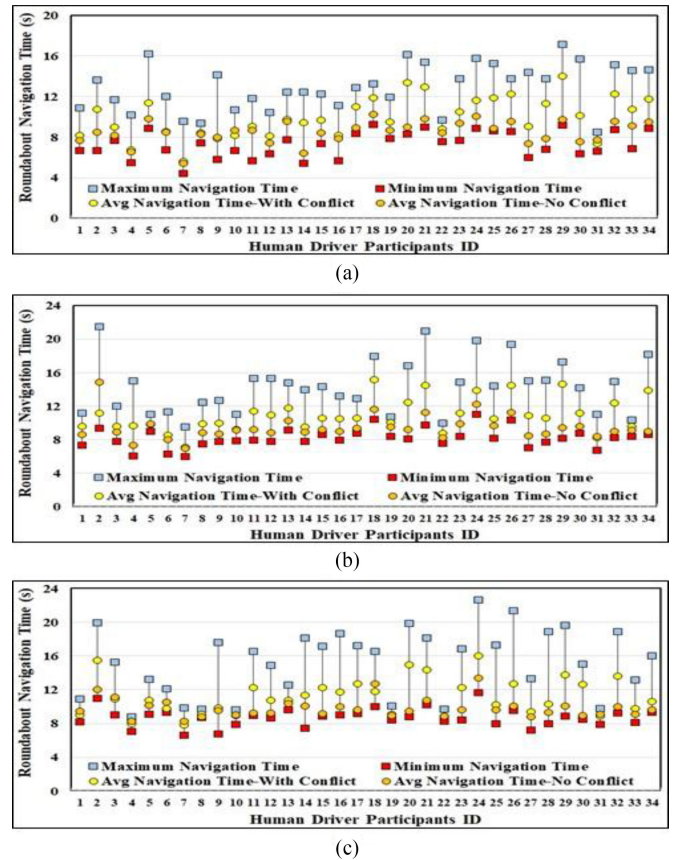 Roundabout Navigation Time (s)
20
16
12
8
4
0
Maximum Navigation Time
Minimum Navigation Time
Avg Navigation Time-With Conflict
Avg Navigation Time-No Conflict
1 2 3 4 5 6 7 8 9 10 11 12 13 14 15 16 17 18 19 20 21 22 23 24 25 26 27 28 29 30 31 32 33 34
Human Driver Participants ID
(a)
Roundabout Navigation Time (s)
24
20
16
12
8
4
0
Maximum Navigation Time
Minimum Navigation Time
Avg Navigation Time-With Conflict
Avg Navigation Time-No Conflict
1 2 3 4 5 6 7 8 9 10 11 12 13 14 15 16 17 18 19 20 21 22 23 24 25 26 27 28 29 30 31 32 33 34
Human Driver Participants ID
(b)
Roundabout Navigation Time (s)
24
20
16
12
8
4
0
Maximum Navigation Time
Minimum Navigation Time
Avg Navigation Time-With Conflict
Avg Navigation Time-No Conflict
1 2 3 4 5 6 7 8 9 10 11 12 13 14 15 16 17 18 19 20 21 22 23 24 25 26 27 28 29 30 31 32 33 34
Human Driver Participants ID
(c)